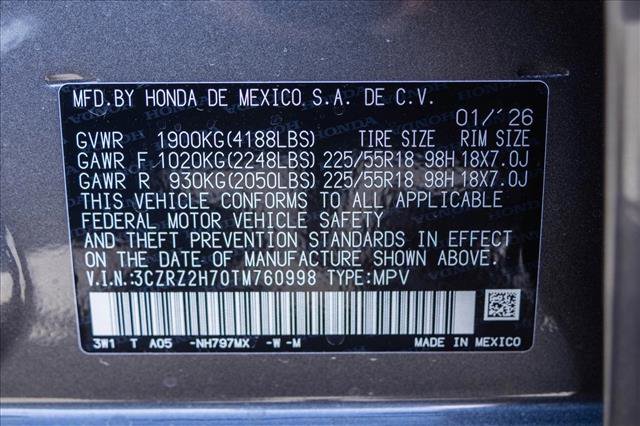 MFD.BY HONDA DE MEXICO S.A. DE C.V.
01/'26
GVWR 1900KG(4188LBS) TIRE SIZE RIM SIZE
GAWR F 1020KG(2248LBS) 225/55R18 98H 18X7.0J
GAWR R 930KG(2050LBS) 225/55R18 98H 18X7.0J
THIS VEHICLE CONFORMS TO ALL APPLICABLE
FEDERAL MOTOR VEHICLE SAFETY
AND THEFT PREVENTION STANDARDS IN EFFECT
ON THE DATE OF MANUFACTURE SHOWN ABOVE.
V.I.N:3CZRZ2H70TM760998 TYPE:MPV
3W1 T A05 -NH797MX -W -M MADE IN MEXICO